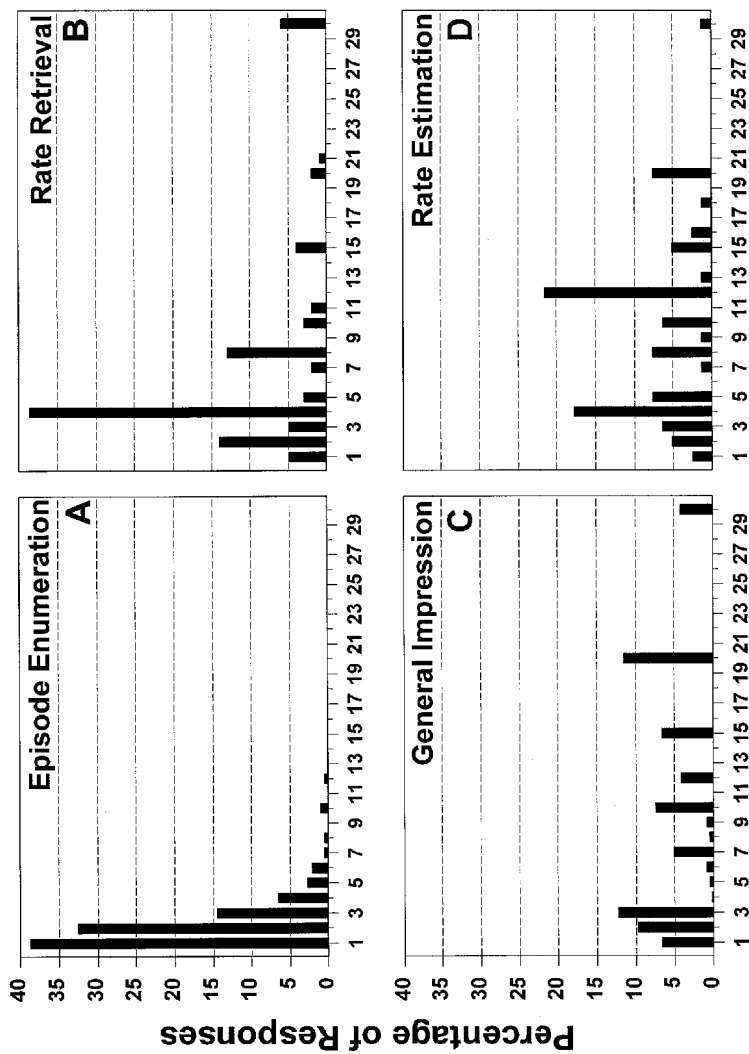 Percentage of Responses
Episode Enumeration
A
40
35
30
25
20
15
10
5
0
1 3 5 7 9 11 13 15 17 19 21 23 25 27 29
Rate Retrieval
B
1 3 5 7 9 11 13 15 17 19 21 23 25 27 29
General Impression
C
40
35
30
25
20
15
10
5
0
1 3 5 7 9 11 13 15 17 19 21 23 25 27 29
Rate Estimation
D
1 3 5 7 9 11 13 15 17 19 21 23 25 27 29